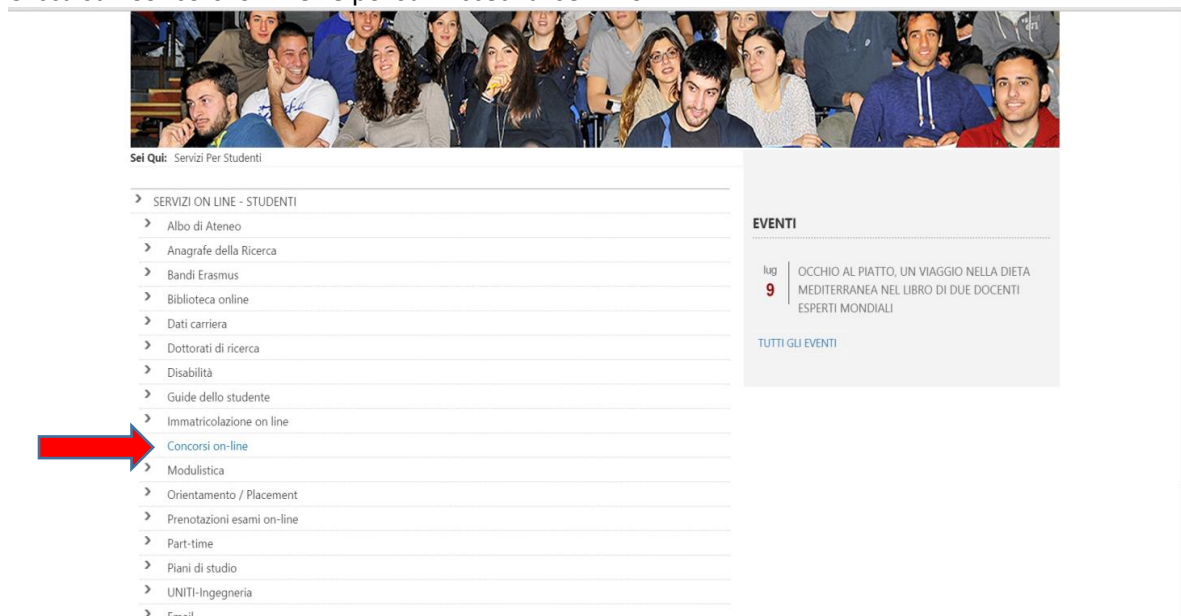 Sei Qui: Servizi Per Studenti
SERVIZI ON LINE - STUDENTI
Albo di Ateneo
Anagrafe della Ricerca
Bandi Erasmus
Biblioteca online
Dati carriera
Dottorati di ricerca
Disabilità
Guide dello studente
Immatricolazione on line
Concorsi on-line
Modulistica
Orientamento / Placement
Prenotazioni esami on-line
Part-time
Piani di studio
UNITI-Ingegneria
EVENTI
lug
9
OCCHIO AL PIATTO, UN VIAGGIO NELLA DIETA
MEDITERRANEA NEL LIBRO DI DUE DOCENTI
ESPERTI MONDIALI
TUTTI GLI EVENTI